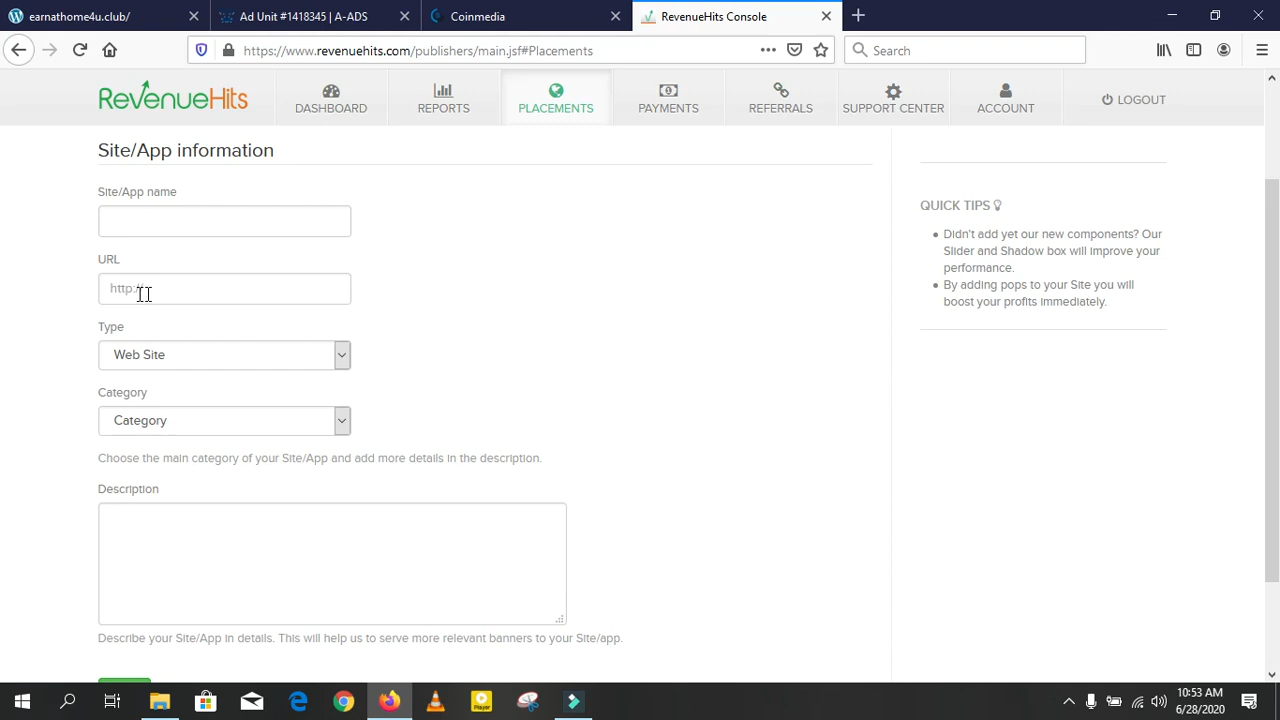 earnathome4u.club/
Ad Unit #1418345 | A-ADS
Coinmedia
RevenueHits Console
https://www.revenuehits.com/publishers/main.jsf#Placements
Search
RevenueHits
DASHBOARD
REPORTS
PLACEMENTS
PAYMENTS
REFERRALS
SUPPORT CENTER
ACCOUNT
LOGOUT
Site/App information
Site/App name
URL
http://
Type
Web Site
Category
Category
Choose the main category of your Site/App and add more details in the description.
Description
Describe your Site/App in details. This will help us to serve more relevant banners to your Site/app.
QUICK TIPS
Didn't add yet our new components? Our
Slider and Shadow box will improve your
performance.
By adding pops to your Site you will
boost your profits immediately.
Player
10:53 AM
6/28/2020